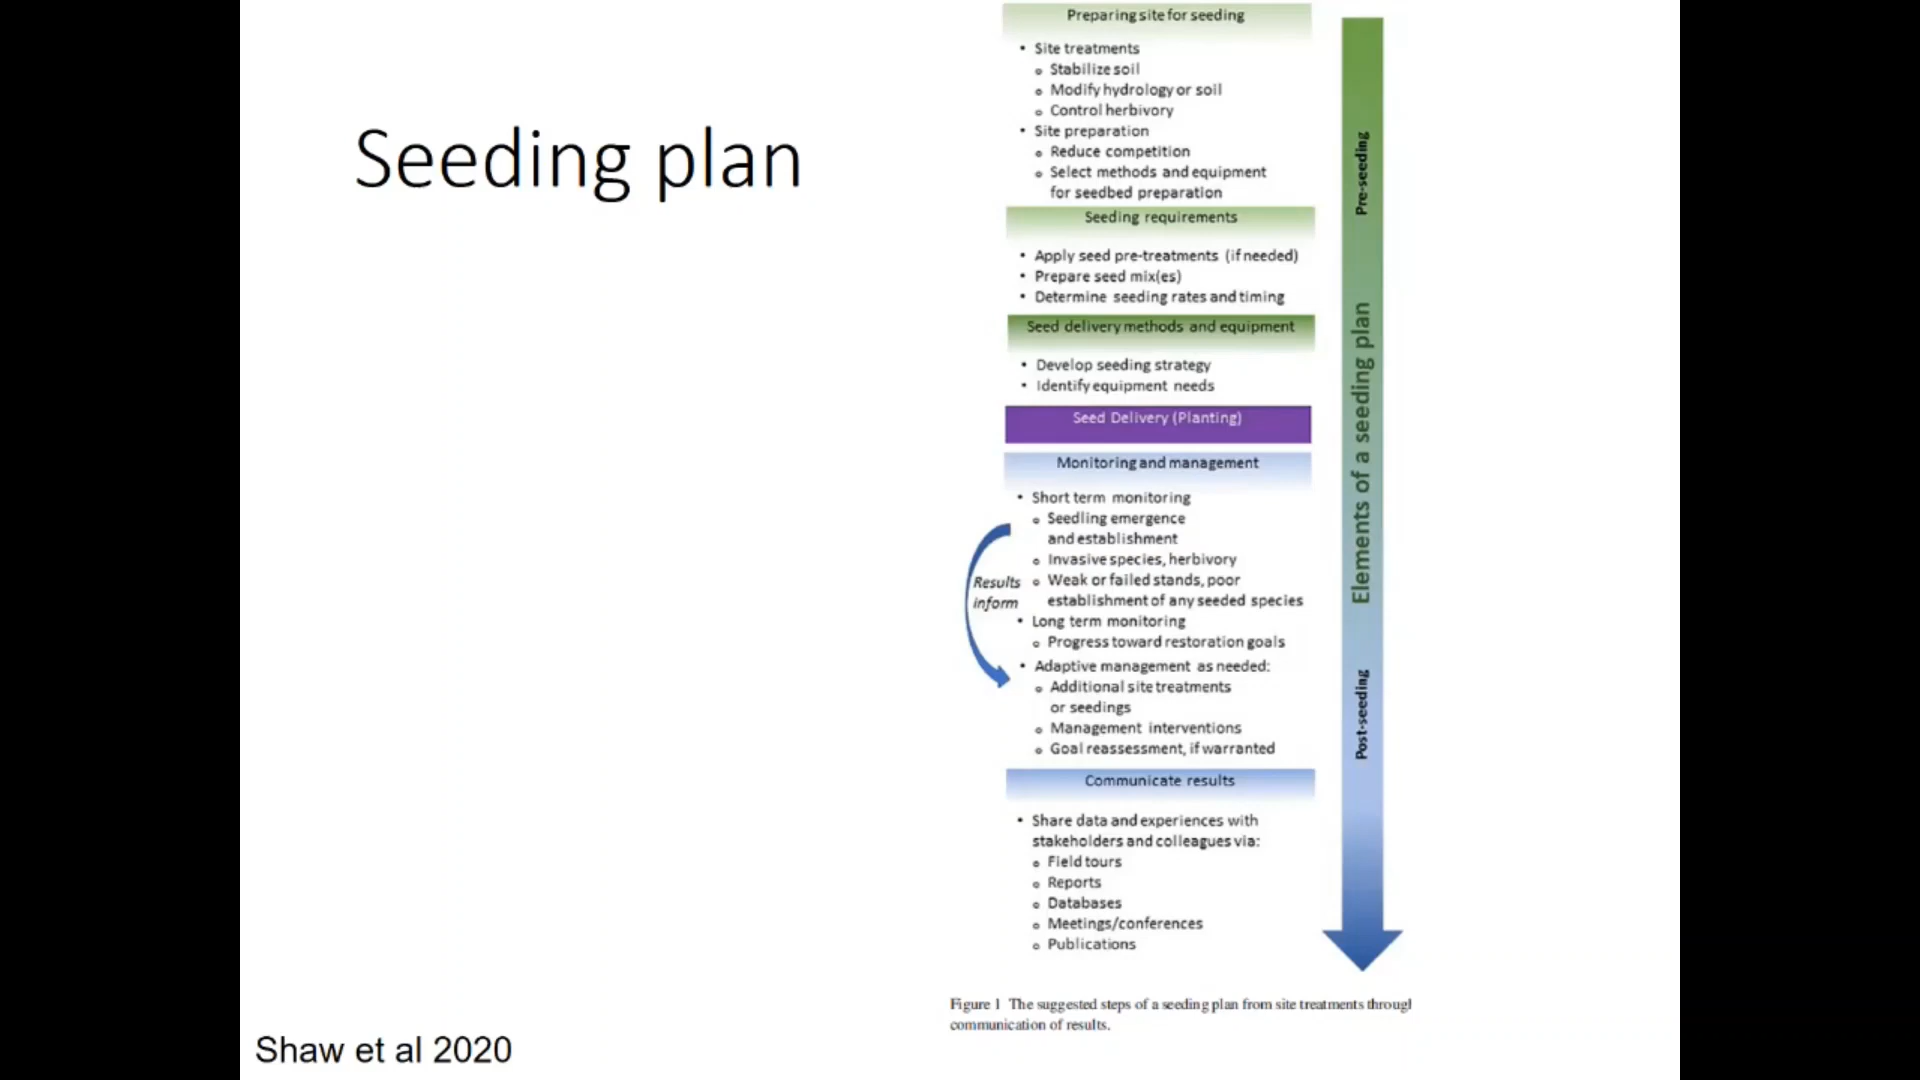 Seeding plan
Preparing site for seeding
• Site treatments
o Stabilize soil
o Modify hydrology or soil
o Control herbivory
• Site preparation
o Reduce competition
o Select methods and equipment
for seedbed preparation
Seeding requirements
• Apply seed pre-treatments (if needed)
• Prepare seed mix(es)
• Determine seeding rates and timing
Seed delivery methods and equipment
• Develop seeding strategy
• Identify equipment needs
Seed Delivery (Planting)
Monitoring and management
• Short term monitoring
o Seedling emergence
and establishment
o Invasive species, herbivory
o Weak or failed stands, poor
establishment of any seeded species
• Long term monitoring
o Progress toward restoration goals
• Adaptive management as needed:
o Additional site treatments
or seedings
o Management interventions
o Goal reassessment, if warranted
Results
inform
Communicate results
• Share data and experiences with
stakeholders and colleagues via:
o Field tours
o Reports
o Databases
o Meetings/conferences
o Publications
Pre-seeding
Elements of a seeding plan
Post-seeding
Figure 1 The suggested steps of a seeding plan from site treatments through
communication of results.
Shaw et al 2020